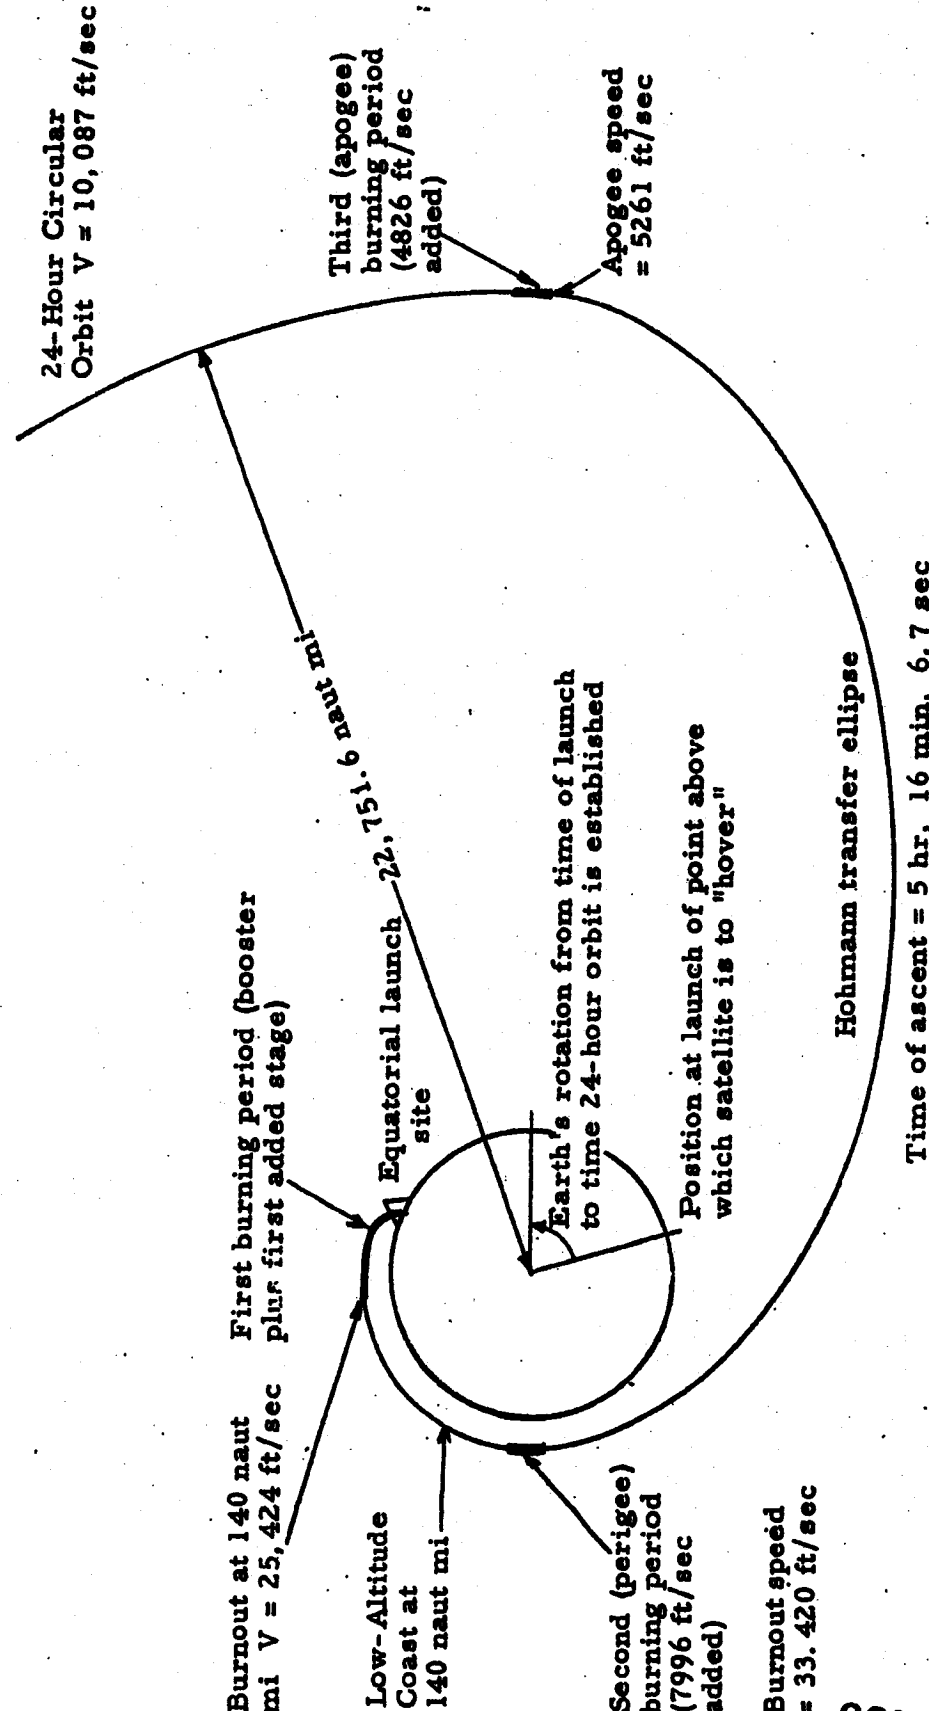 24-Hour Circular
Orbit V = 10,087 ft/sec
Third (apogee)
burning period
(4826 ft/sec
added)
Apogee speed
= 5261 ft/sec
22,751.6 naut mi
First burning period (booster
plus first added stage)
Equatorial launch
site
Burnout at 140 naut
mi V = 25,424 ft/sec
Low-Altitude
Coast at
140 naut mi
Earth's rotation from time of launch
to time 24-hour orbit is established
Position at launch of point above
which satellite is to "hover"
Second (perigee)
burning period
(7996 ft/sec
added)
Burnout speed
= 33.420 ft/sec
Hohmann transfer ellipse
Time of ascent = 5 hr, 16 min, 6.7 sec